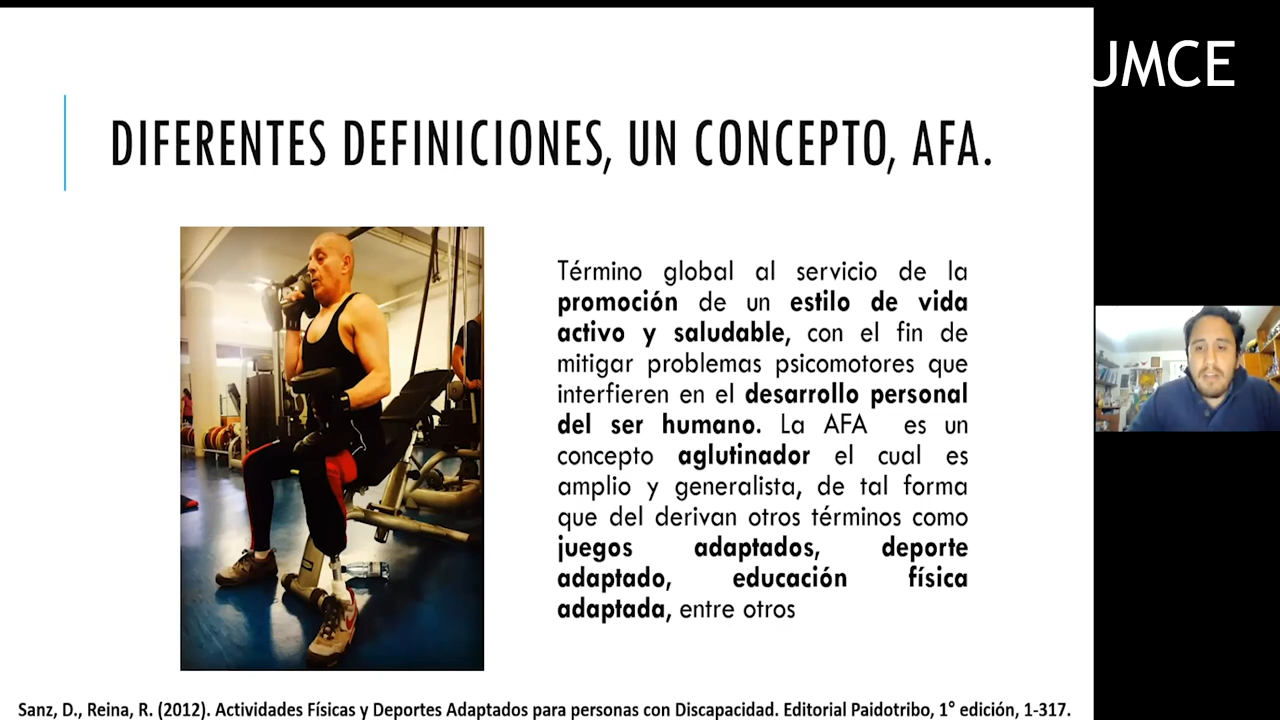 DIFERENTES DEFINICIONES, UN CONCEPTO, AFA.
UMCE
Término global al servicio de la
promoción de un estilo de vida
activo y saludable, con el fin de
mitigar problemas psicomotores que
interfieren en el desarrollo personal
del ser humano. La AFA es un
concepto aglutinador el cual es
amplio y generalista, de tal forma
que del derivan otros términos como
juegos adaptados, deporte
adaptado, educación física
adaptada, entre otros
Sanz, D., Reina, R. (2012). Actividades Físicas y Deportes Adaptados para personas con Discapacidad. Editorial Paidotribo, 1° edición, 1-317.